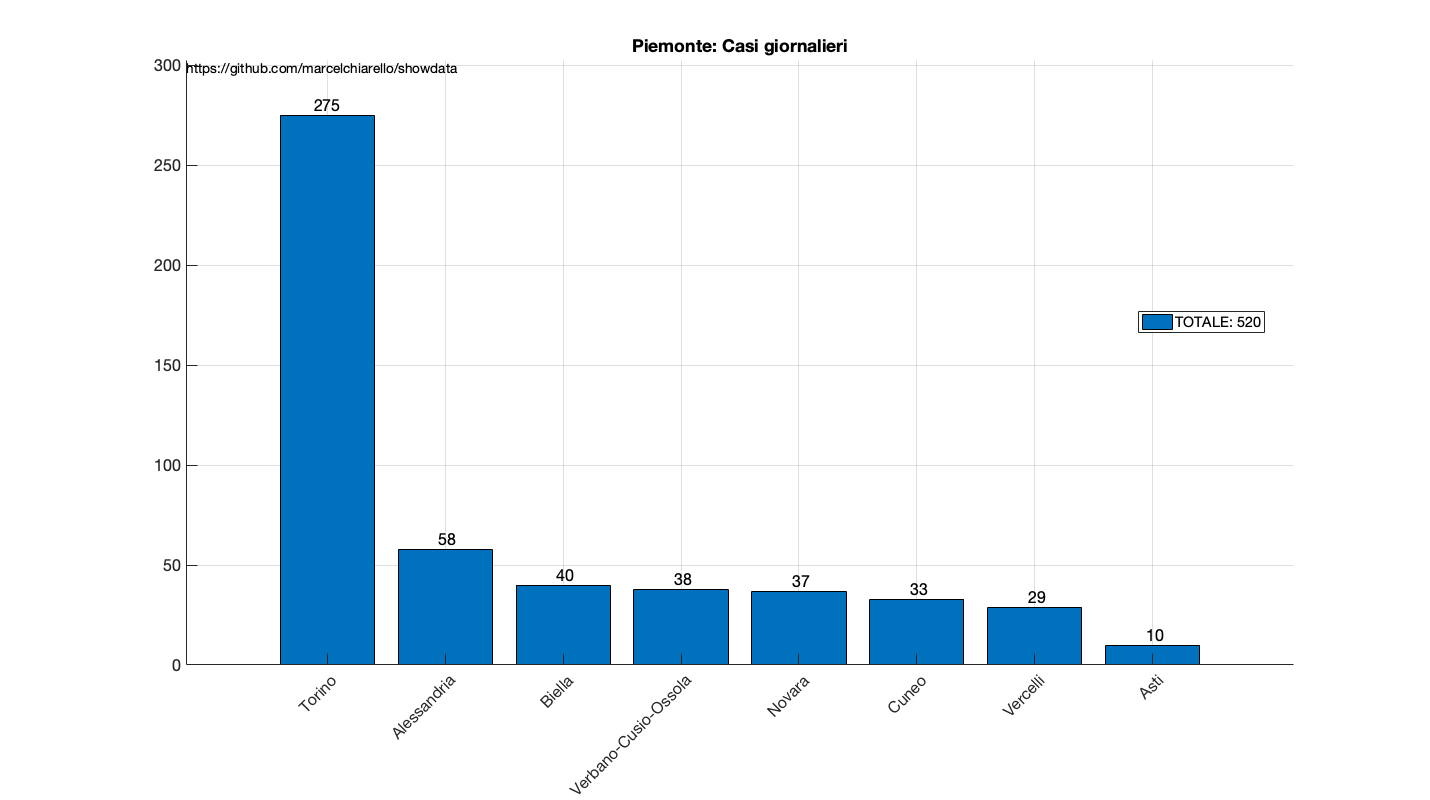 Piemonte: Casi giornalieri
https://github.com/marcelchiarello/showdata
300
250
200
150
100
50
0
275
58
40
38
37
33
29
10
TOTALE: 520
Torino
Alessandria
Biella
Verbano-Cusio-Ossola
Novara
Cuneo
Vercelli
Asti